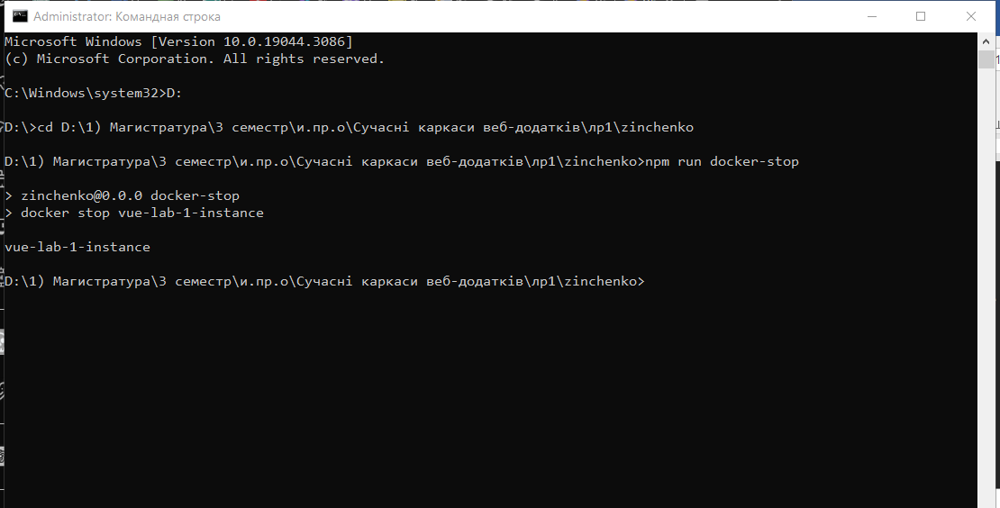 Administrator: Командная строка
Microsoft Windows [Version 10.0.19044.3086]
(c) Microsoft Corporation. All rights reserved.
C:\Windows\system32>D:
D:\>cd D:\1) Магистратура\3 семестр\и.пр.о\Сучасні каркаси веб-додатків\лр1\zinchenko
D:\1) Магистратура\3 семестр\и.пр.о\Сучасні каркаси веб-додатків\лр1\zinchenko>npm run docker-stop
> zinchenko@0.0.0 docker-stop
> docker stop vue-lab-1-instance
vue-lab-1-instance
D:\1) Магистратура\3 семестр\и.пр.о\Сучасні каркаси веб-додатків\лр1\zinchenko>